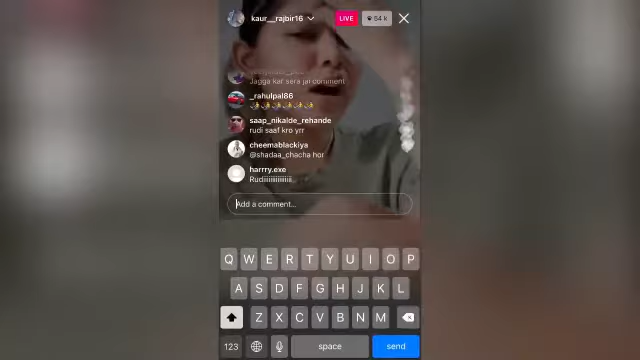 kaur__rajbir16
LIVE
54 k
Jagga kar sera jai comment
_rahulpal86
saap_nikalde_rehande
rudi saaf kro yrr
cheemablackiya
@shadaa_chacha hor
harrry.exe
Add a comment...
Q W E R T Y U I O P
A S D F G H J K L
Z X C V B N M
123
space
send